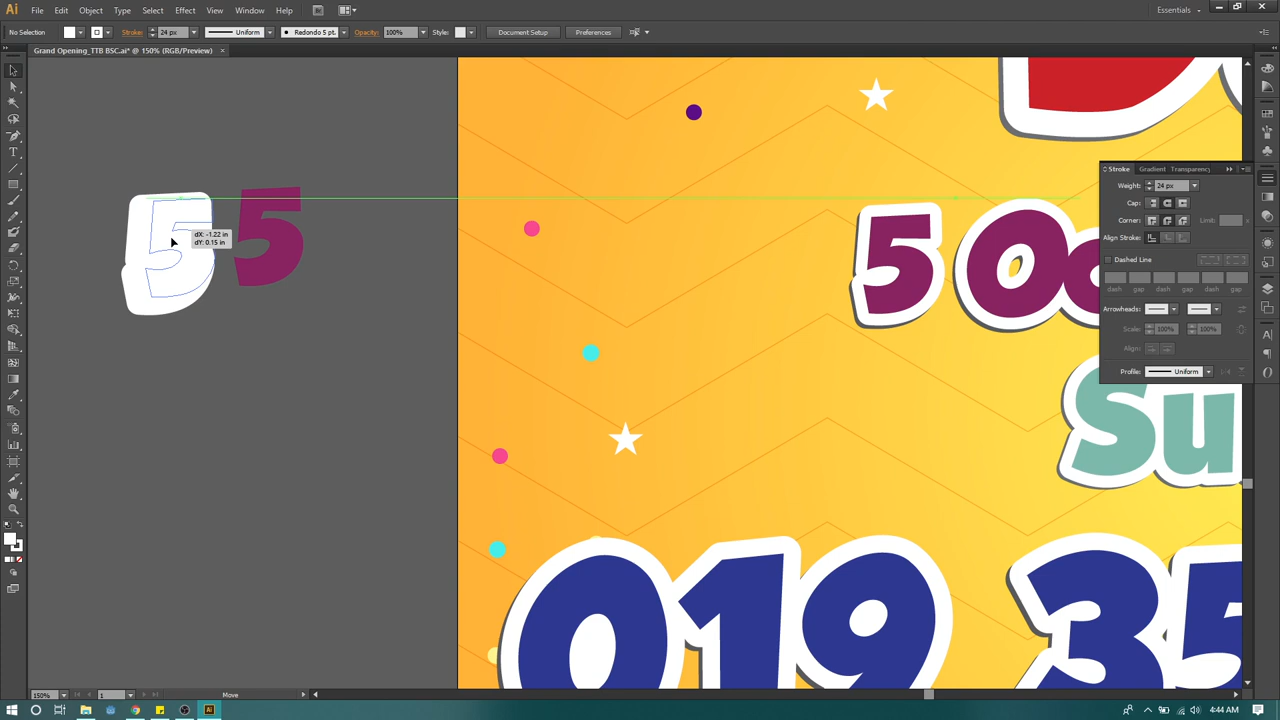 Ai File Edit Object Type Select Effect View Window Help Br Essentials
No Selection Stroke: 24 px Uniform Redondo 5 pt. Opacity: 100% Style: Document Setup Preferences
Grand Opening_TTB BSC.ai* @ 150% (RGB/Preview) ×
5 5
dX: -1.22 in
dY: 0.15 in
5 Oc
Su
019 35
Stroke Gradient Transparency
Weight: 24 px
Cap:
Corner: Limit:
Align Stroke:
Dashed Line
dash gap dash gap dash gap
Arrowheads:
Scale: 100% 100%
Align:
Profile: Uniform
150% 1 Move
4:44 AM